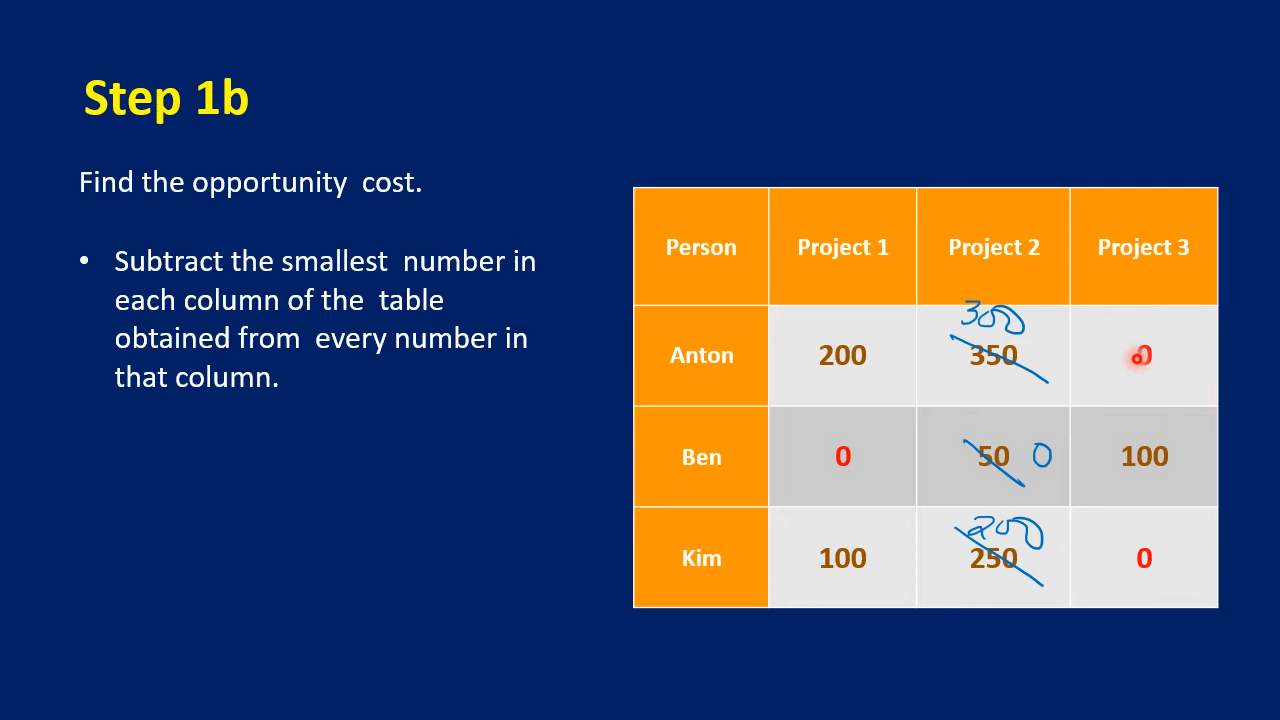 Step 1b
Find the opportunity cost.
• Subtract the smallest number in
each column of the table
obtained from every number in
that column.
Person Project 1 Project 2 Project 3
300
Anton 200 350 0
Ben 0 50 0 100
200
Kim 100 250 0